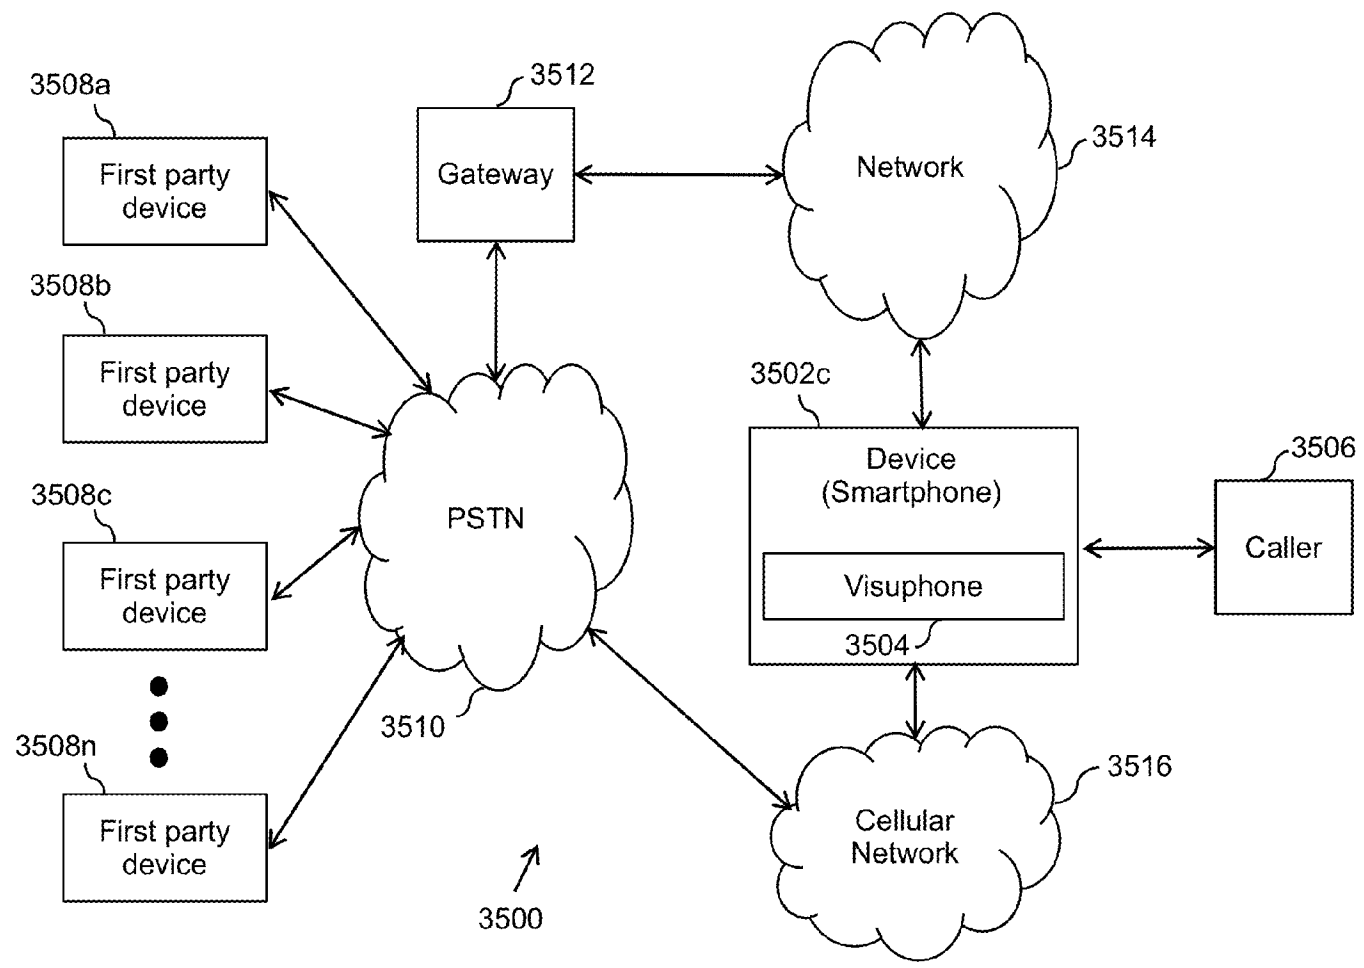 3508a
First party
device
3508b
First party
device
3508c
First party
device
3508n
First party
device
3512
Gateway
PSTN
3510
3500
Network
3514
3502c
Device
(Smartphone)
Visuphone
3504
3506
Caller
Cellular
Network
3516